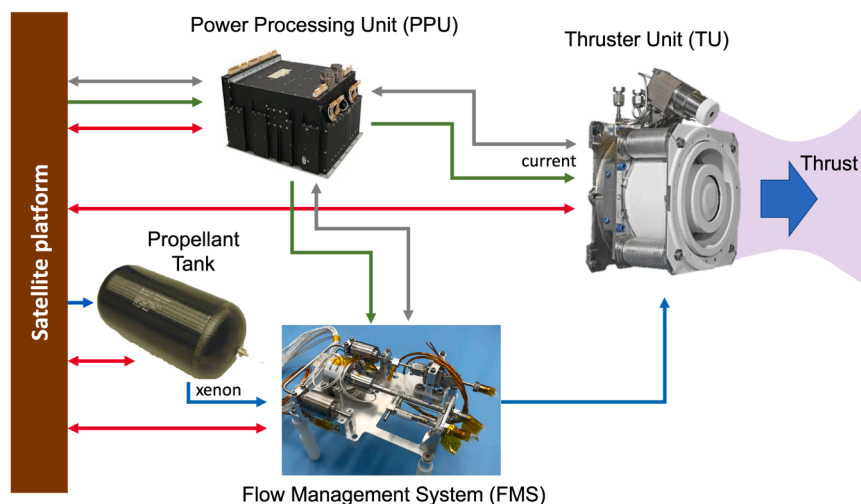 Power Processing Unit (PPU)
Thruster Unit (TU)
current
Thrust
Satellite platform
Propellant
Tank
xenon
Flow Management System (FMS)